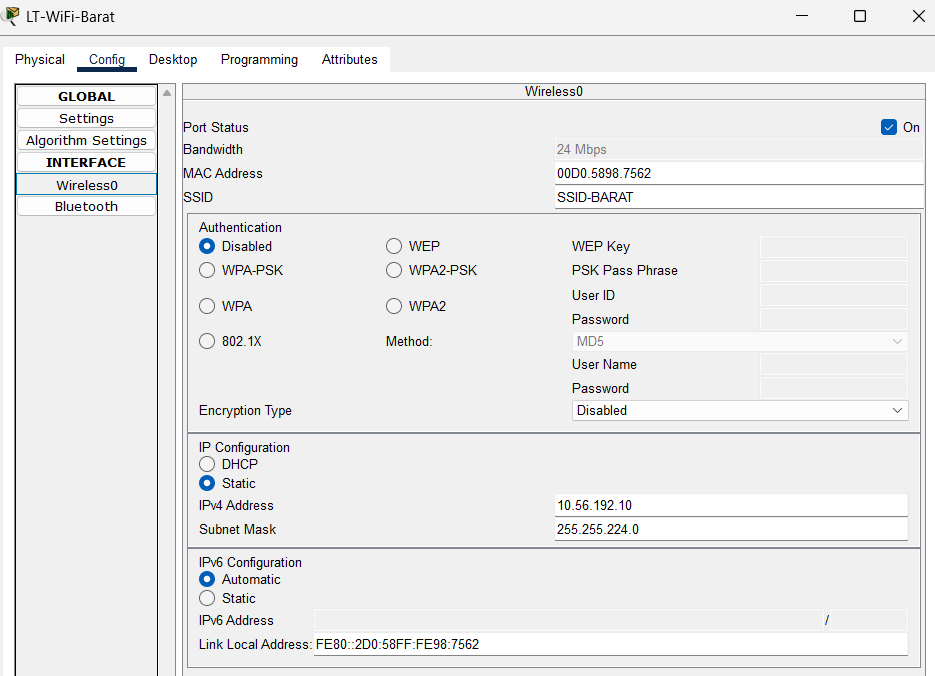 LT-WiFi-Barat
Physical Config Desktop Programming Attributes
GLOBAL
Settings
Algorithm Settings
INTERFACE
Wireless0
Bluetooth
Wireless0
Port Status On
Bandwidth 24 Mbps
MAC Address 00D0.5898.7562
SSID SSID-BARAT
Authentication
Disabled WEP WEP Key
WPA-PSK WPA2-PSK PSK Pass Phrase
User ID
WPA WPA2
Password
802.1X Method: MD5
User Name
Password
Encryption Type Disabled
IP Configuration
DHCP
Static
IPv4 Address 10.56.192.10
Subnet Mask 255.255.224.0
IPv6 Configuration
Automatic
Static
IPv6 Address /
Link Local Address: FE80::2D0:58FF:FE98:7562